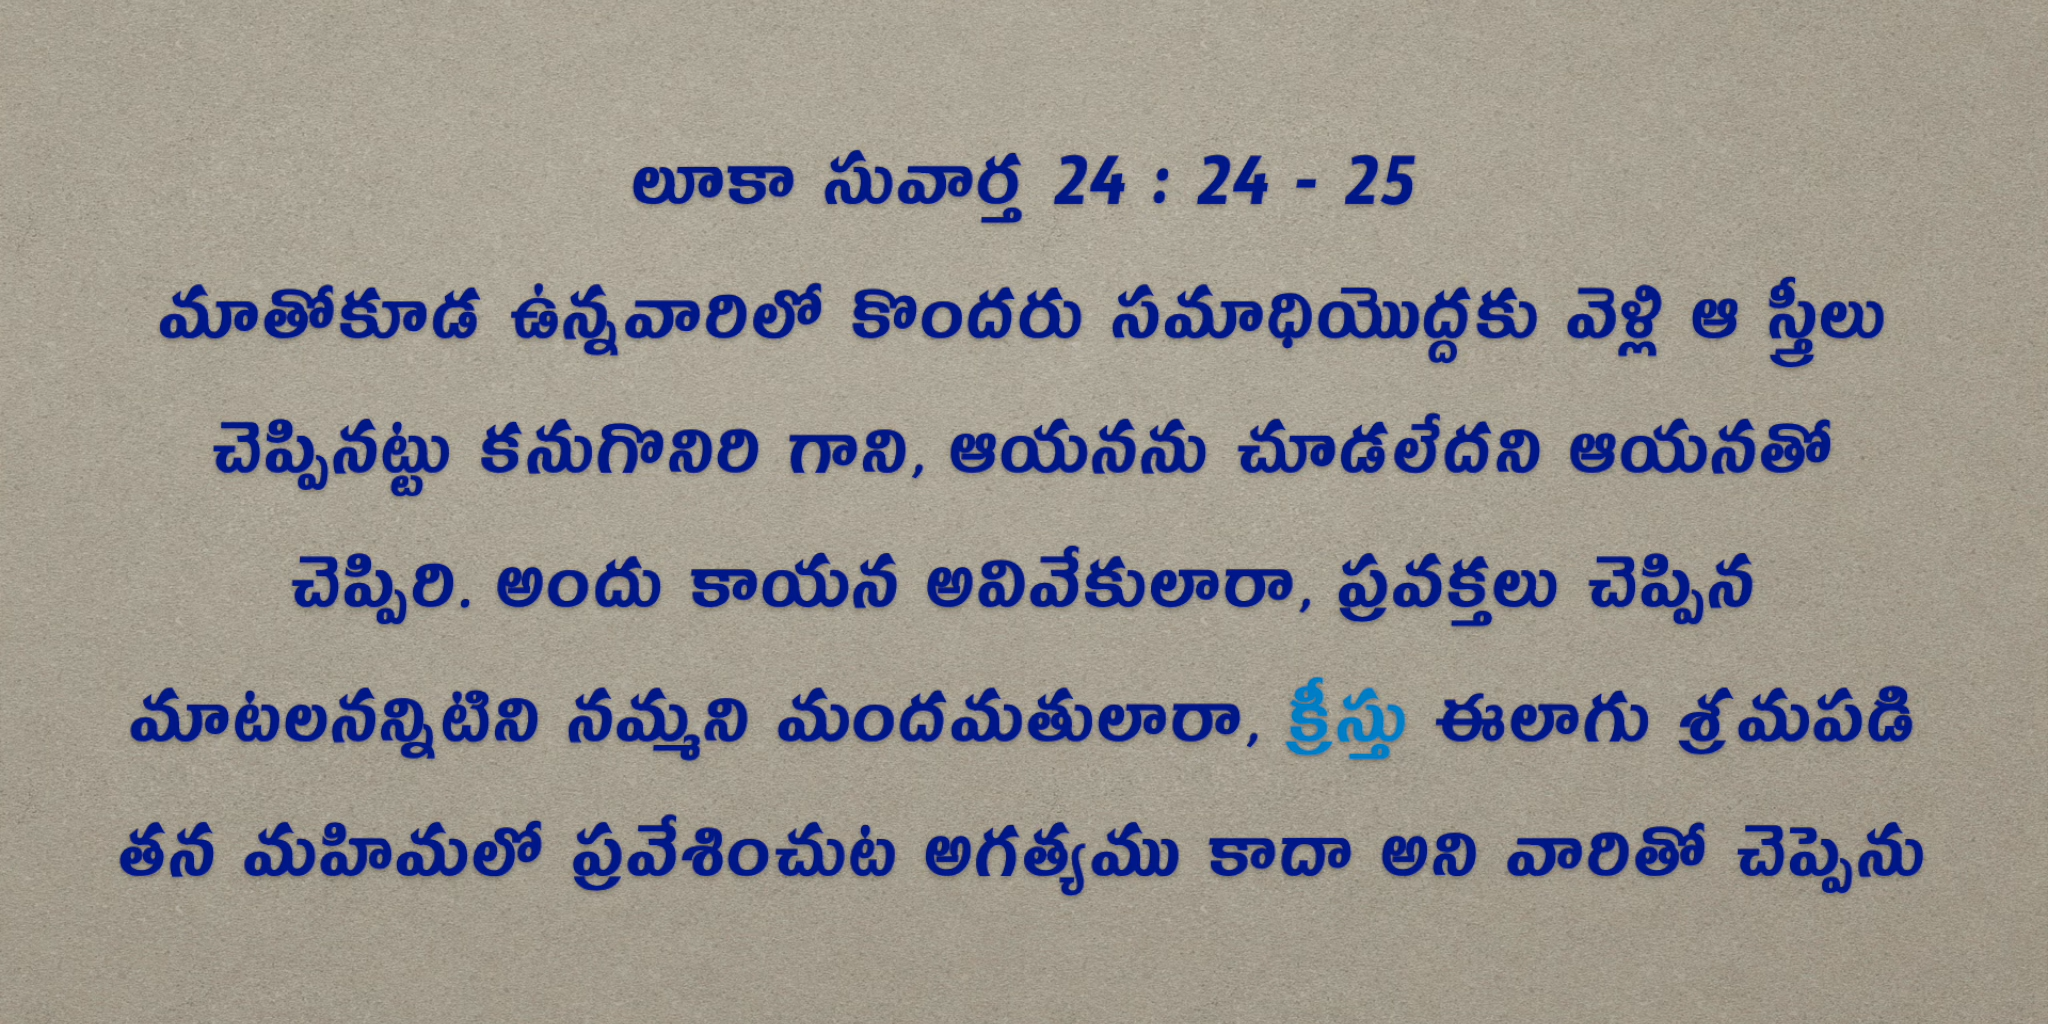 లూకా సువార్త 24 : 24 - 25
మాతోకూడ ఉన్నవారిలో కొందరు సమాధియొద్దకు వెళ్లి ఆ స్త్రీలు
చెప్పినట్టు కనుగొనిరి గాని, ఆయనను చూడలేదని ఆయనతో
చెప్పిరి. అందు కాయన అవివేకులారా, ప్రవక్తలు చెప్పిన
మాటలనన్నిటిని నమ్మని మందమతులారా, క్రీస్తు ఈలాగు శ్రమపడి
తన మహిమలో ప్రవేశించుట అగత్యము కాదా అని వారితో చెప్పెను